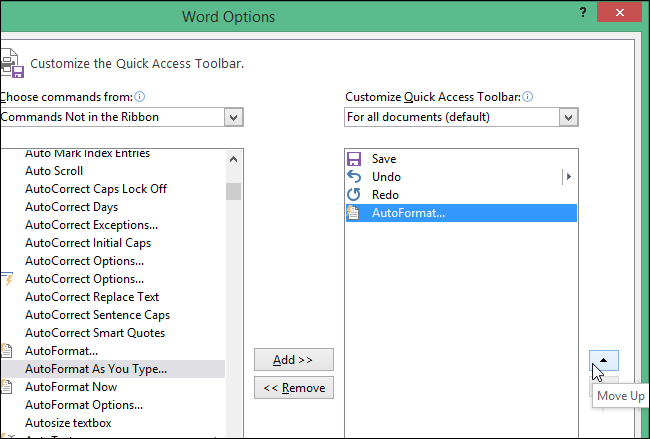 Word Options
?
Customize the Quick Access Toolbar.
Choose commands from:
Commands Not in the Ribbon
Auto Mark Index Entries
Auto Scroll
AutoCorrect Caps Lock Off
AutoCorrect Days
AutoCorrect Exceptions...
AutoCorrect Initial Caps
AutoCorrect Options...
AutoCorrect Options...
AutoCorrect Replace Text
AutoCorrect Sentence Caps
AutoCorrect Smart Quotes
AutoFormat...
AutoFormat As You Type...
AutoFormat Now
AutoFormat Options...
Autosize textbox
Add >>
<< Remove
Customize Quick Access Toolbar:
For all documents (default)
Save
Undo
Redo
AutoFormat...
Move Up